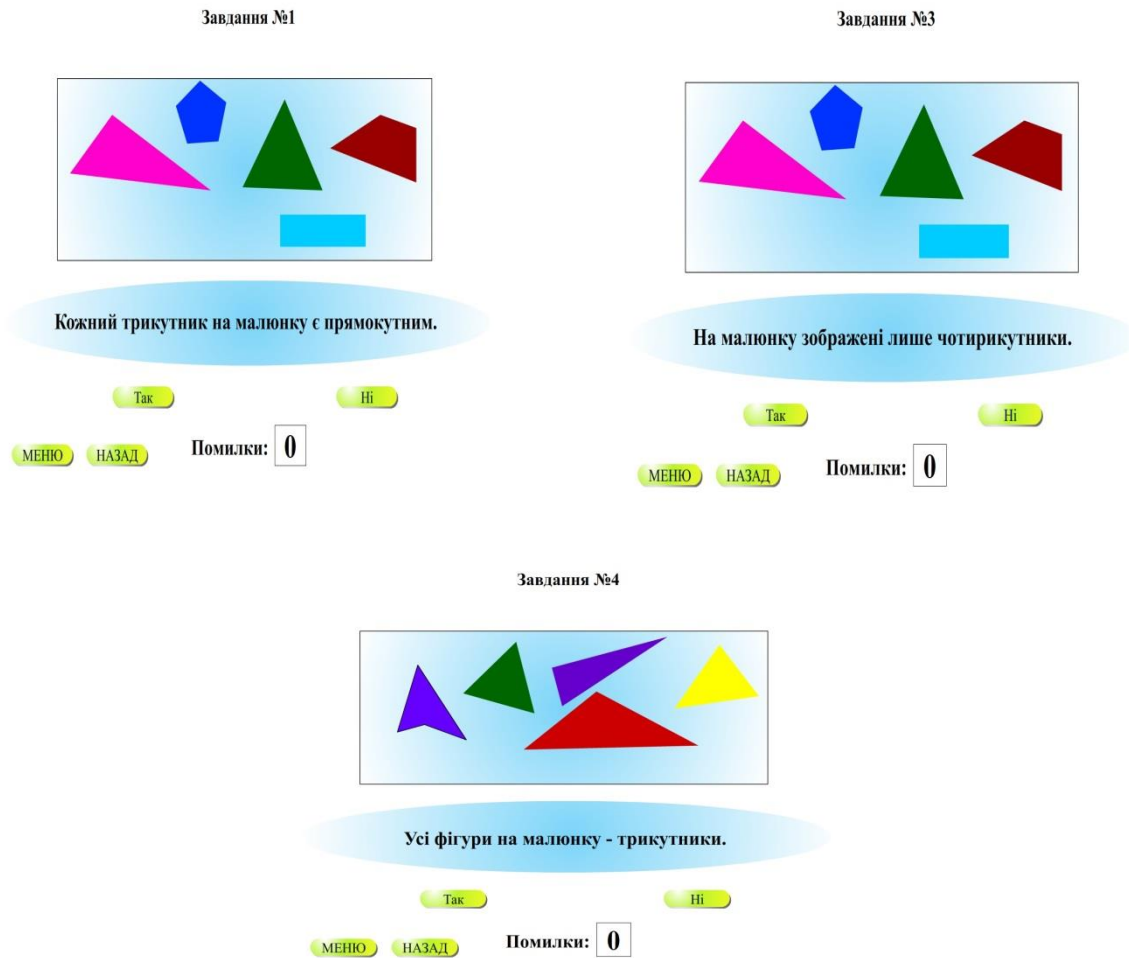 Завдання №1
Кожний трикутник на малюнку є прямокутним.
Так Ні
МЕНЮ НАЗАД Помилки: 0
Завдання №3
На малюнку зображені лише чотирикутники.
Так Ні
МЕНЮ НАЗАД Помилки: 0
Завдання №4
Усі фігури на малюнку - трикутники.
Так Ні
МЕНЮ НАЗАД Помилки: 0